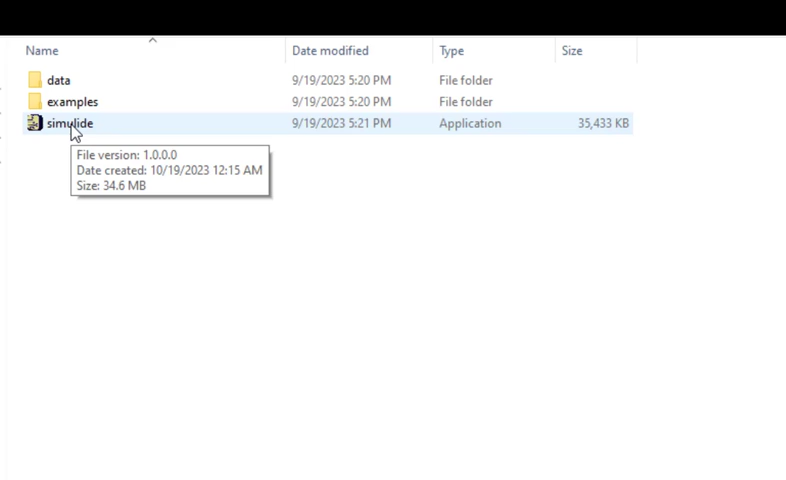 Name Date modified Type Size
data 9/19/2023 5:20 PM File folder
examples 9/19/2023 5:20 PM File folder
simulide 9/19/2023 5:21 PM Application 35,433 KB
File version: 1.0.0.0
Date created: 10/19/2023 12:15 AM
Size: 34.6 MB